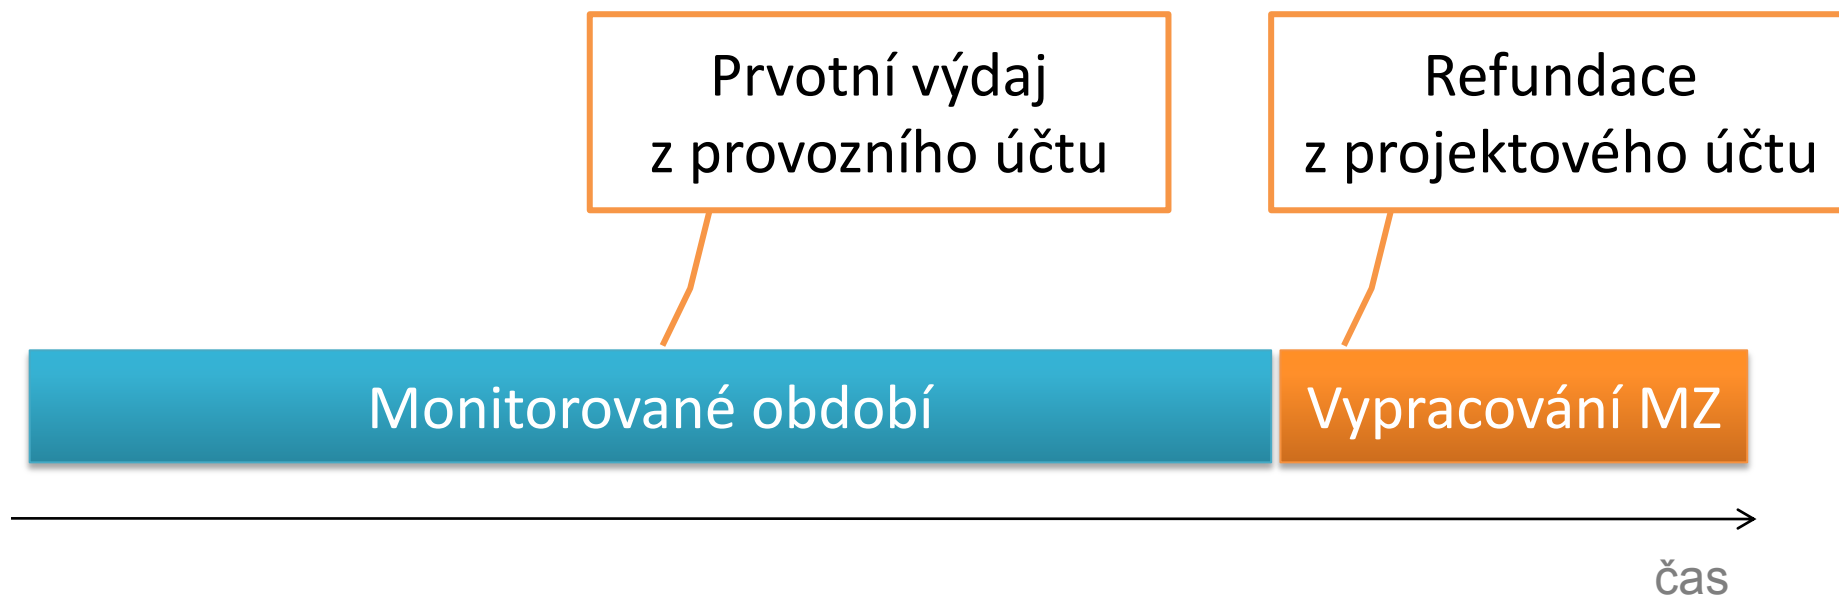 Prvotní výdaj
z provozního účtu
Refundace
z projektového účtu
Monitorované období
Vypracování MZ
čas